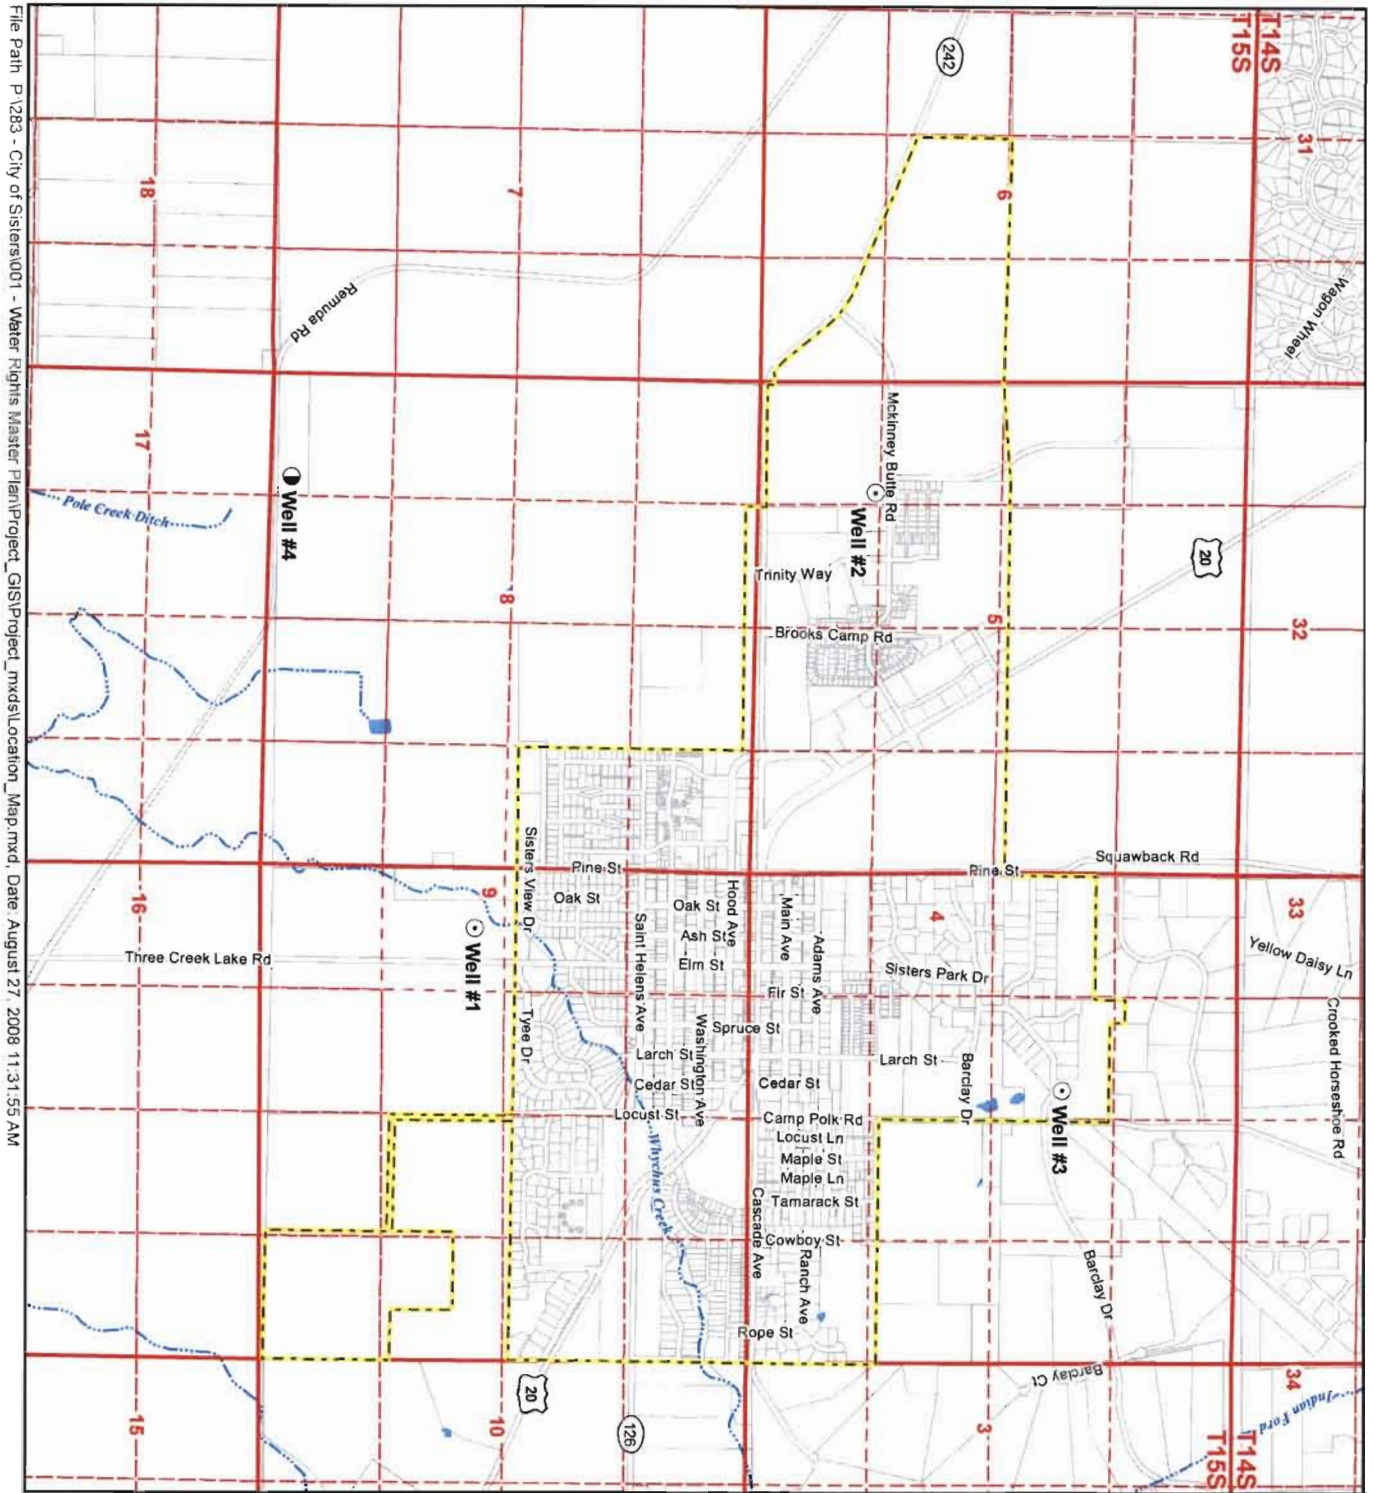 T14S
T15S
31
32
33
34
T14S
T15S
Wagon Wheel
Squawback Rd
Yellow Daisy Ln
Crooked Horseshoe Rd
Indian Ford
242
20
6
5
4
3
Mckinney Butte Rd
Well #2
Trinity Way
Brooks Camp Rd
Pine St
Sisters Park Dr
Larch St
Barclay Dr
Well #3
Barclay Dr
Barclay Ct
Main Ave
Adams Ave
Hood Ave
Fir St
Spruce St
Cedar St
Camp Polk Rd
Locust Ln
Maple St
Maple Ln
Tamarack St
Cowboy St
Cascade Ave
Ranch Ave
Rope St
Pine St
Oak St
Oak St
Ash St
Elm St
Saint Helens Ave
Washington Ave
Larch St
Cedar St
Locust St
Whychus Creek
Sisters View Dr
Tyee Dr
126
20
7
8
9
10
Well #1
Remuda Rd
Well #4
Three Creek Lake Rd
Pole Creek Ditch
18
17
16
15
File Path P:\283 - City of Sisters\001 - Water Rights Master Plan\Project_GIS\Project_mxds\Location_Map.mxd, Date: August 27, 2008 11:31:55 AM